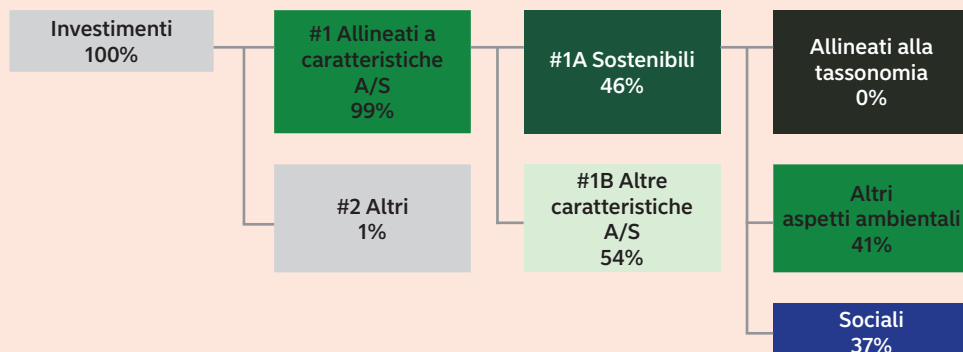 Investimenti
100%
#1 Allineati a
caratteristiche
A/S
99%
#2 Altri
1%
#1A Sostenibili
46%
#1B Altre
caratteristiche
A/S
54%
Allineati alla
tassonomia
0%
Altri
aspetti ambientali
41%
Sociali
37%